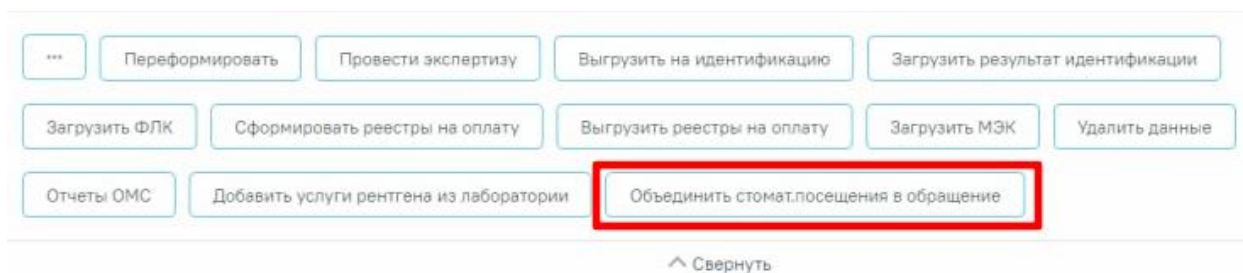 ... Переформировать Провести экспертизу Выгрузить на идентификацию Загрузить результат идентификации
Загрузить ФЛК Сформировать реестры на оплату Выгрузить реестры на оплату Загрузить МЭК Удалить данные
Отчеты ОМС Добавить услуги рентгена из лаборатории Объединить стомат.посещения в обращение
Свернуть